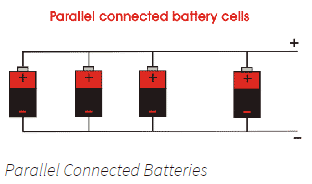 Parallel connected battery cells
+
+ + + +
- - - -
-
Parallel Connected Batteries